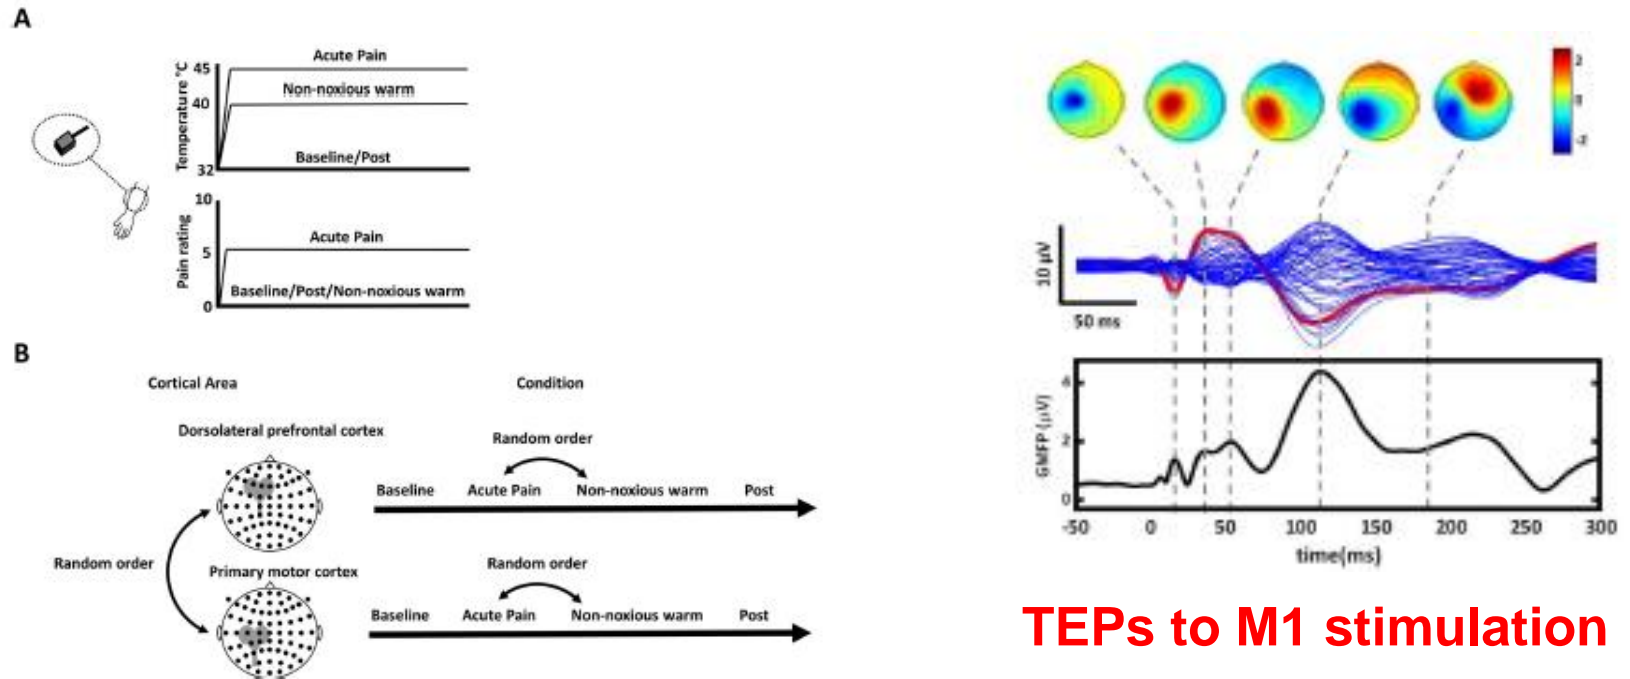 A
Temperature °C
45
40
32
Acute Pain
Non-noxious warm
Baseline/Post
Pain rating
10
5
0
Acute Pain
Baseline/Post/Non-noxious warm
B
Cortical Area
Condition
Dorsolateral prefrontal cortex
Random order
Baseline Acute Pain Non-noxious warm Post
Random order
Primary motor cortex
Random order
Baseline Acute Pain Non-noxious warm Post
2
0
-2
10 µV
50 ms
GMFP (µV)
4
2
0
-50 0 50 100 150 200 250 300
time(ms)
TEPs to M1 stimulation